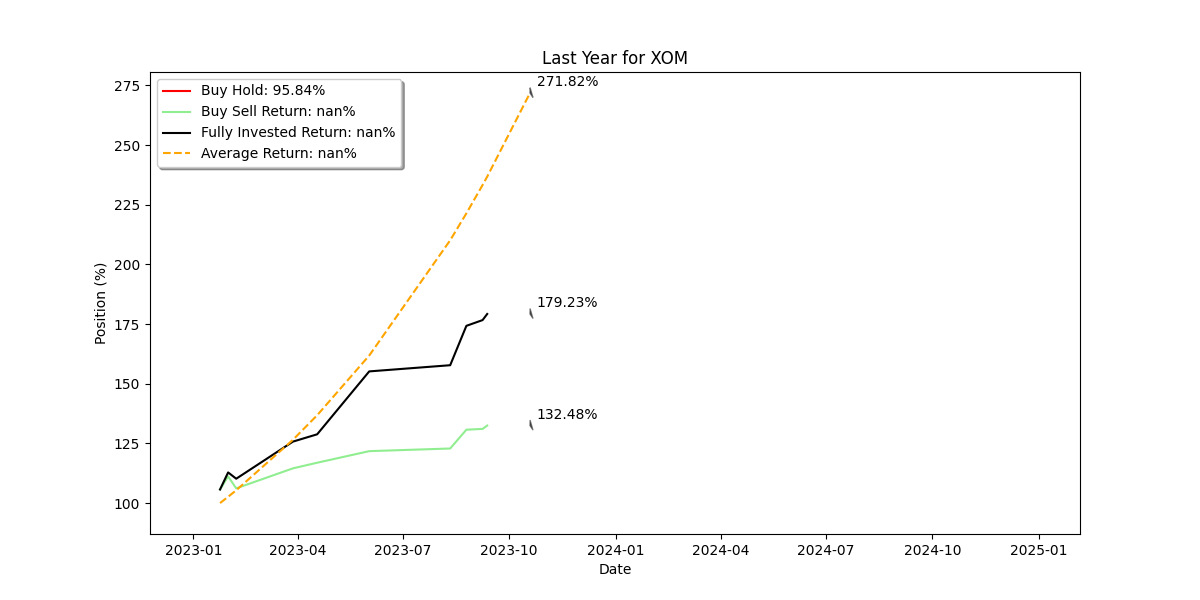 Last Year for XOM
271.82%
275
Buy Hold: 95.84%
Buy Sell Return: nan%
Fully Invested Return: nan%
Average Return: nan%
250
225
200
179.23%
175
150
132.48%
125
100
Position (%)
2023-01 2023-04 2023-07 2023-10 2024-01 2024-04 2024-07 2024-10 2025-01
Date